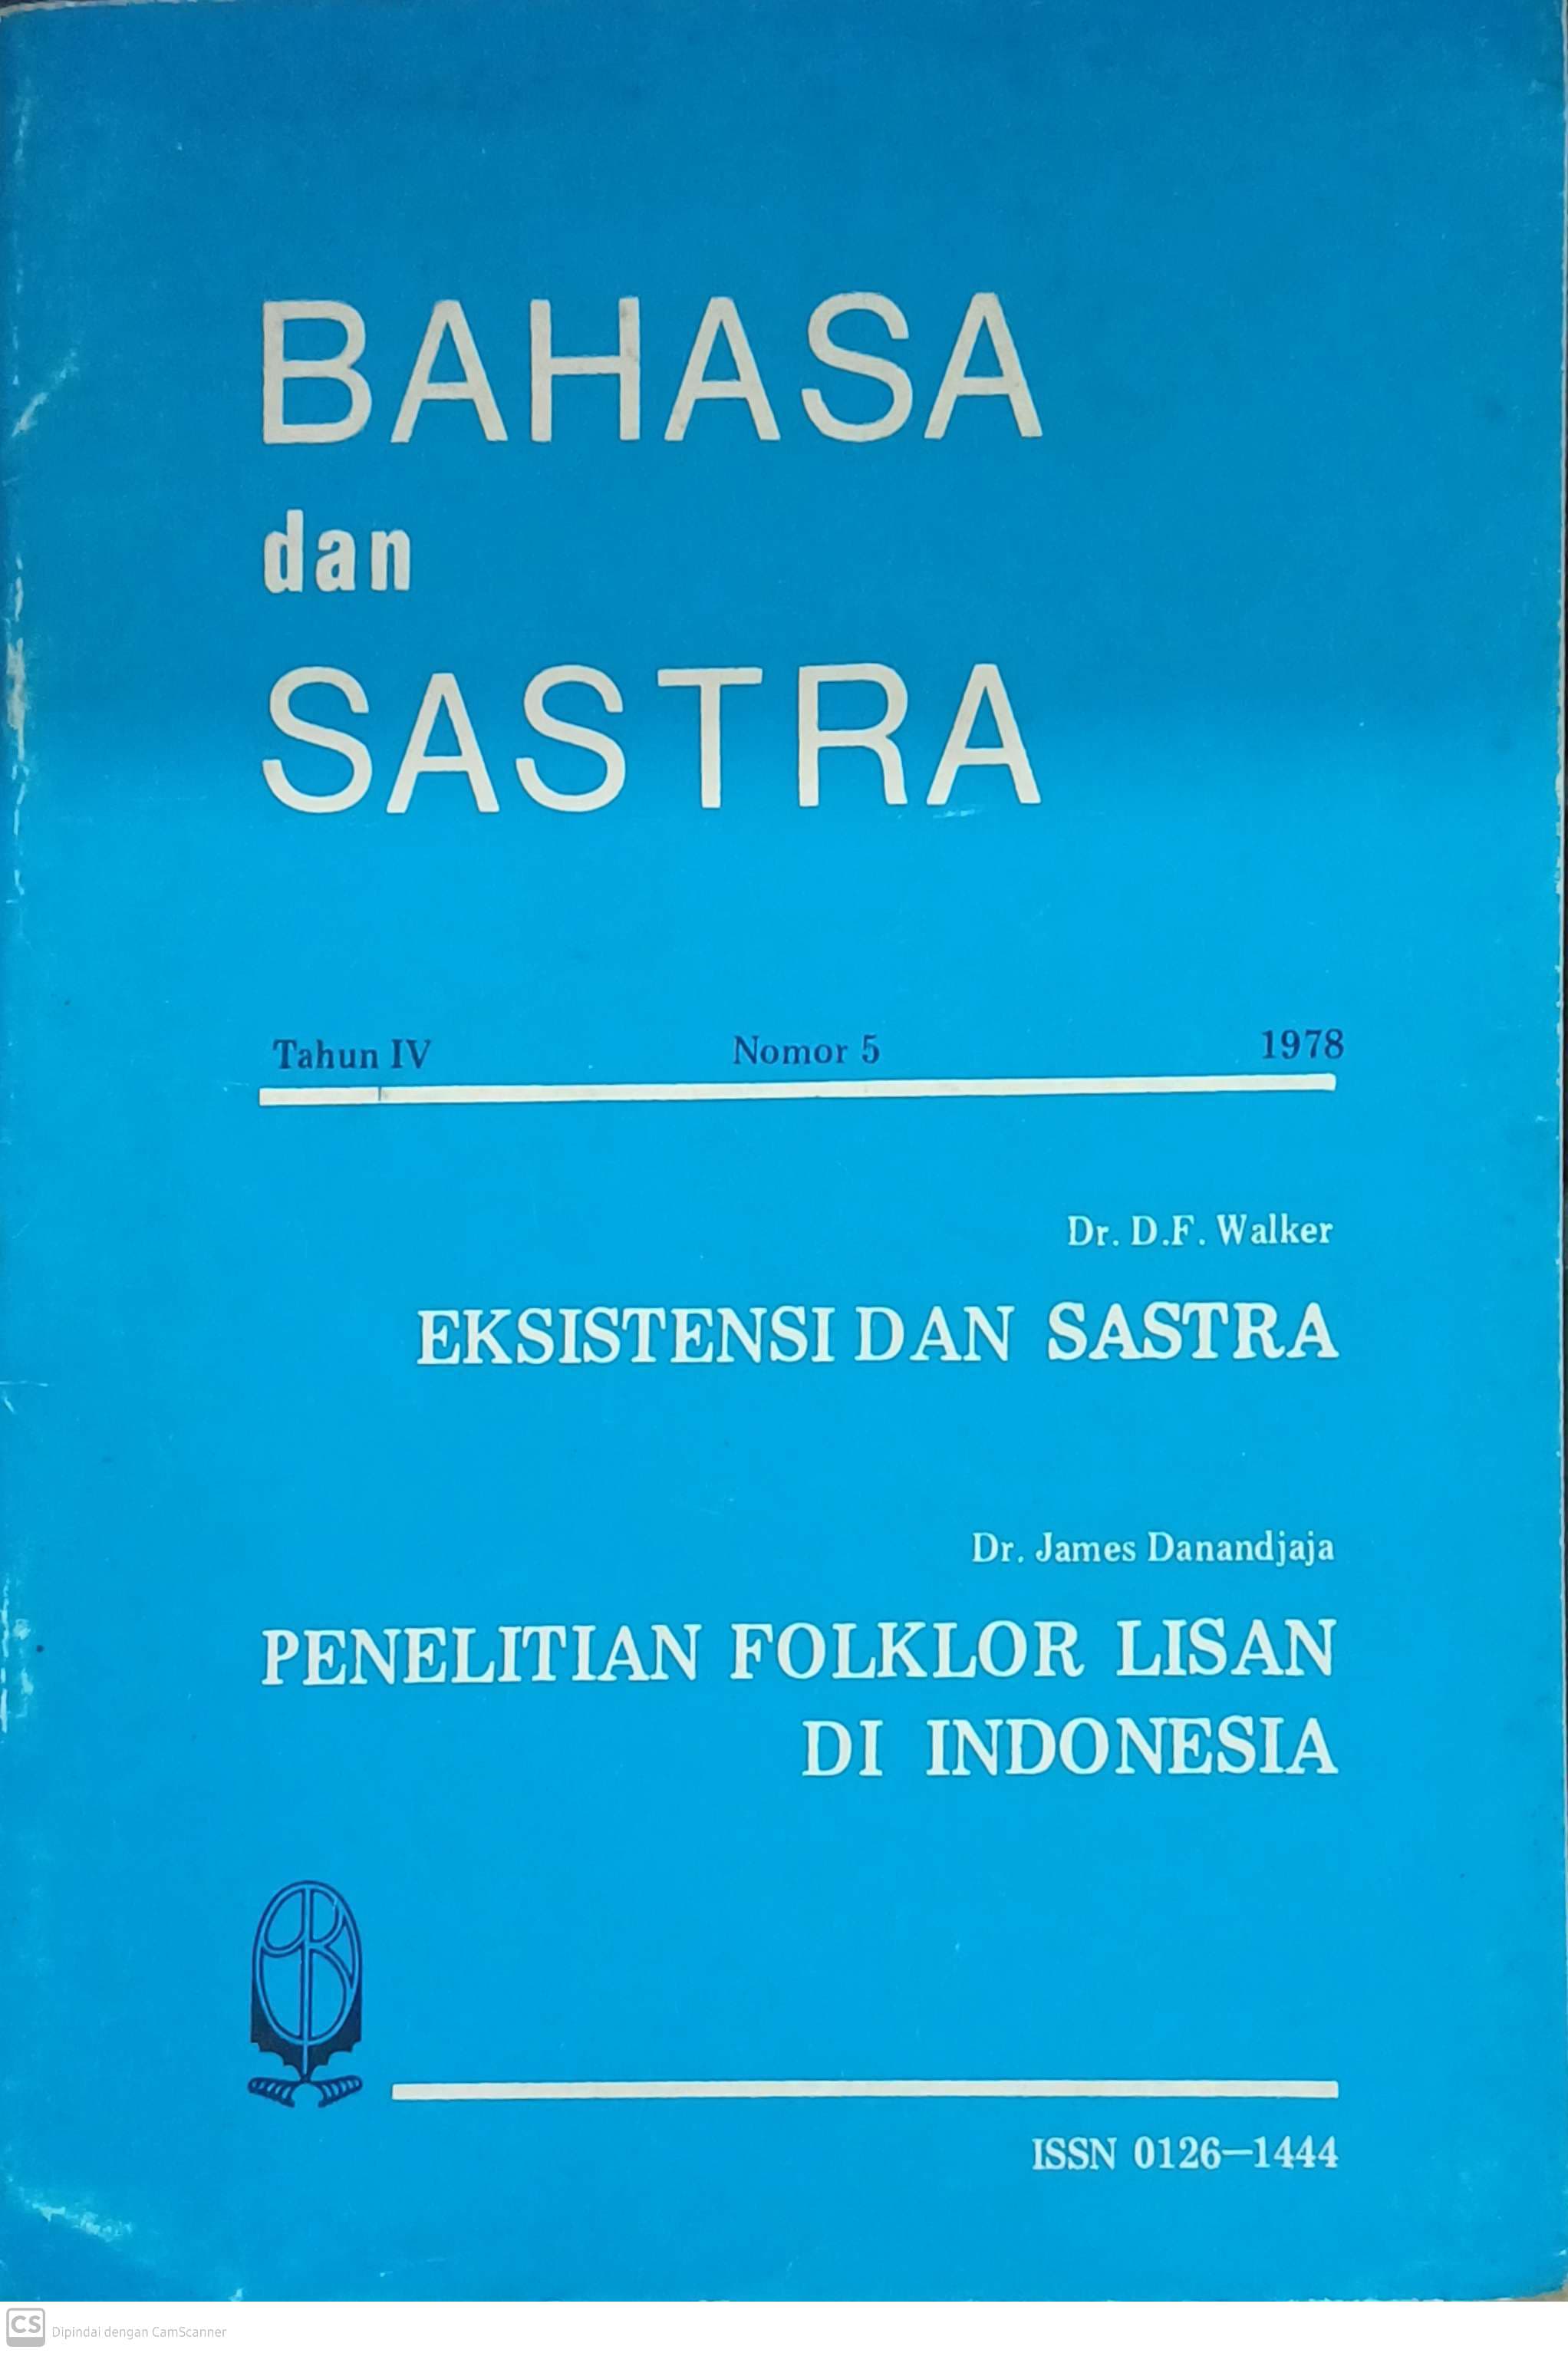 BAHASA
dan
SASTRA
Tahun IV Nomor 5 1978
Dr. D.F. Walker
EKSISTENSI DAN SASTRA
Dr. James Danandjaja
PENELITIAN FOLKLOR LISAN
DI INDONESIA
ISSN 0126—1444
CS Dipindai dengan CamScanner